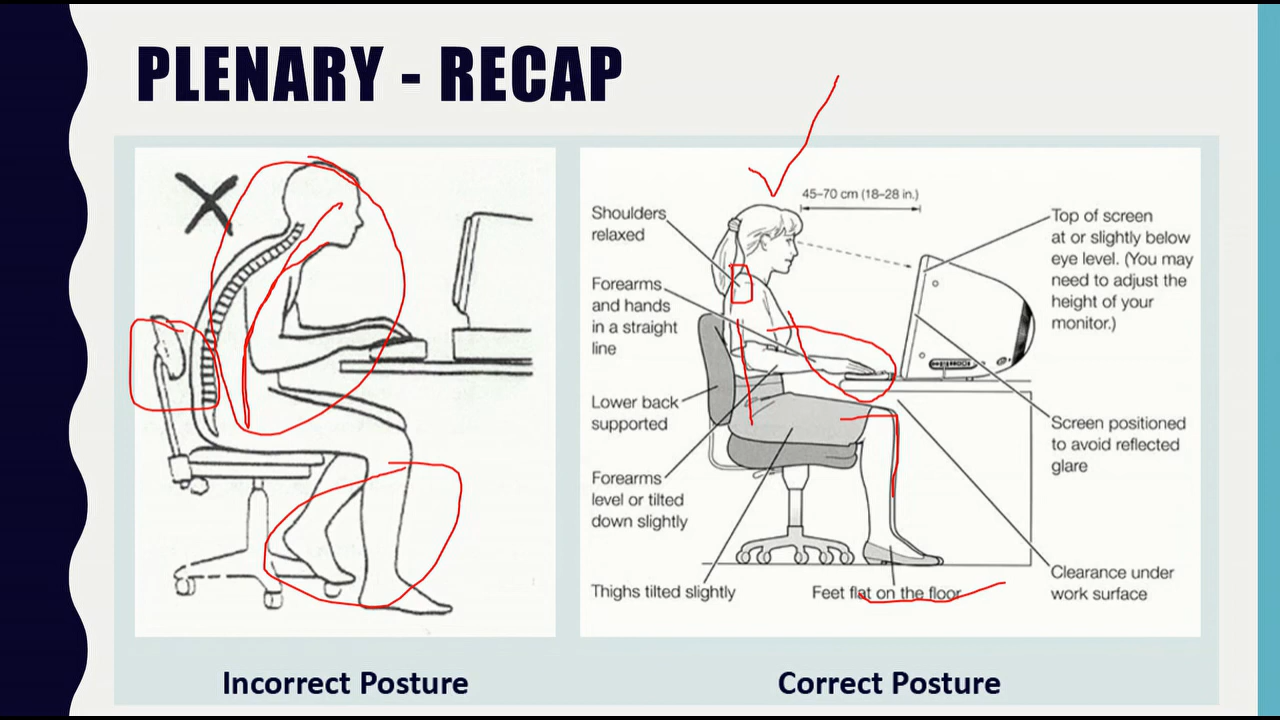 PLENARY - RECAP
45–70 cm (18–28 in.)
Shoulders
relaxed
Forearms
and hands
in a straight
line
Lower back
supported
Forearms
level or tilted
down slightly
Thighs tilted slightly
Feet flat on the floor
Top of screen
at or slightly below
eye level. (You may
need to adjust the
height of your
monitor.)
Screen positioned
to avoid reflected
glare
Clearance under
work surface
Incorrect Posture
Correct Posture